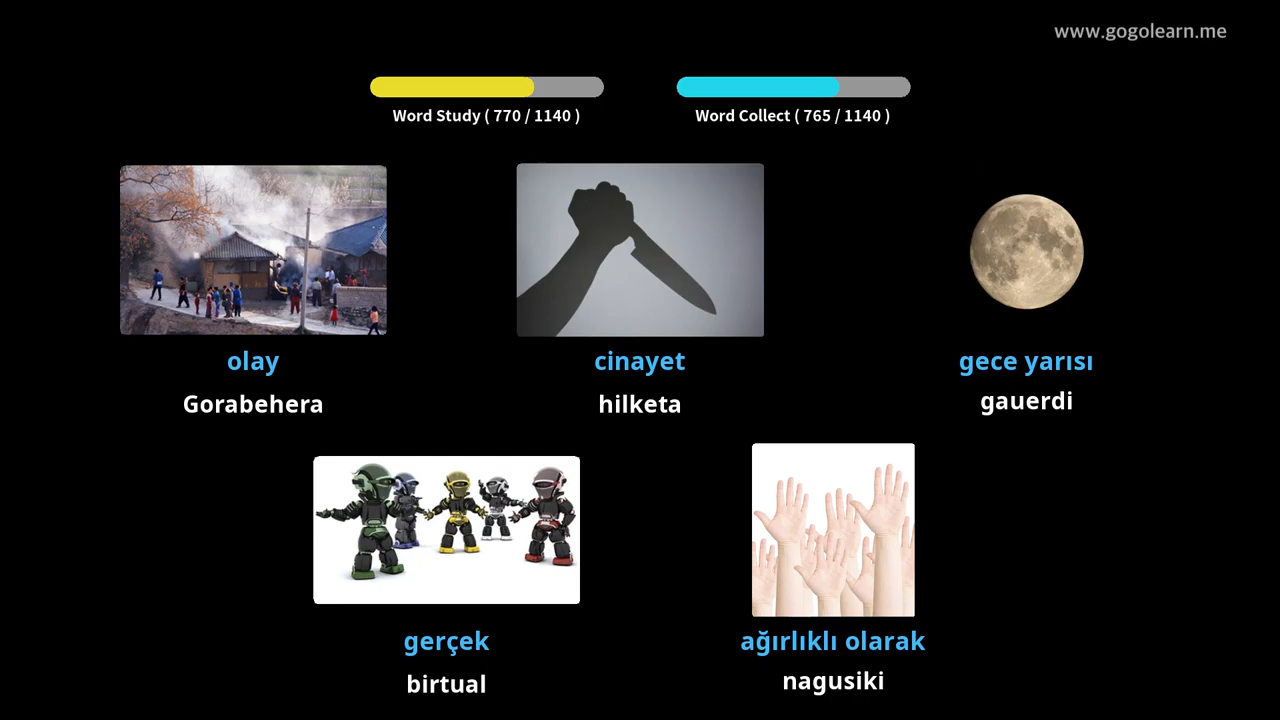 www.gogolearn.me
Word Study ( 770 / 1140 )
Word Collect ( 765 / 1140 )
olay
Gorabehera
cinayet
hilketa
gece yarısı
gauerdi
gerçek
birtual
ağırlıklı olarak
nagusiki